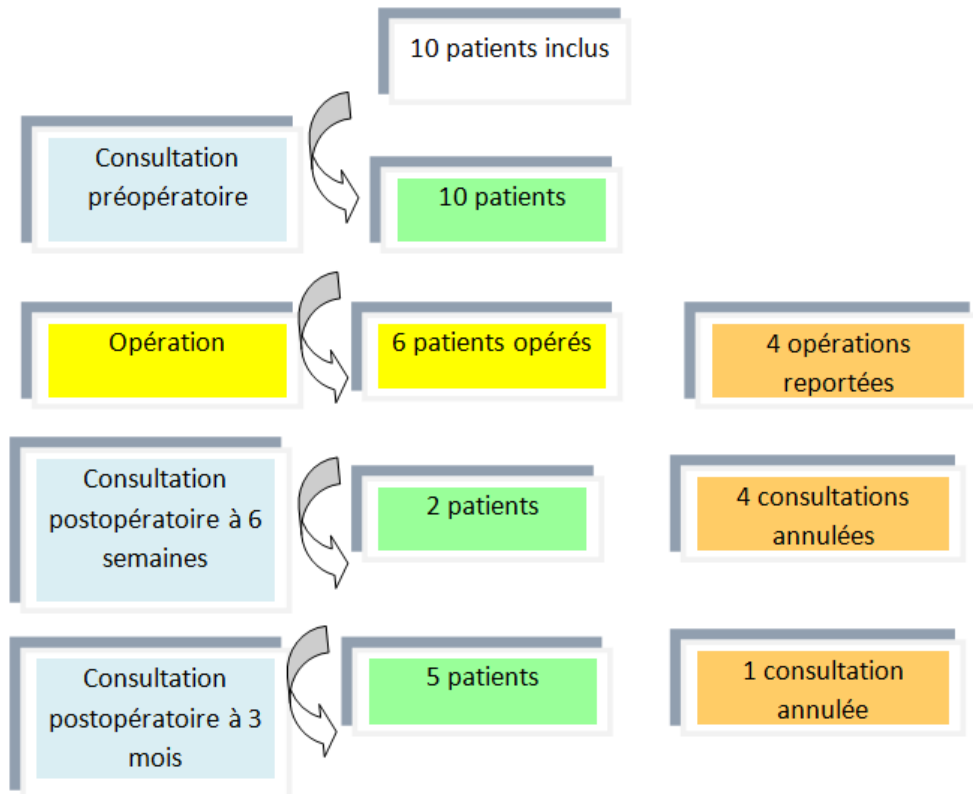 10 patients inclus
Consultation
préopératoire
10 patients
Opération
6 patients opérés
4 opérations
reportées
Consultation
postopératoire à 6
semaines
2 patients
4 consultations
annulées
Consultation
postopératoire à 3
mois
5 patients
1 consultation
annulée